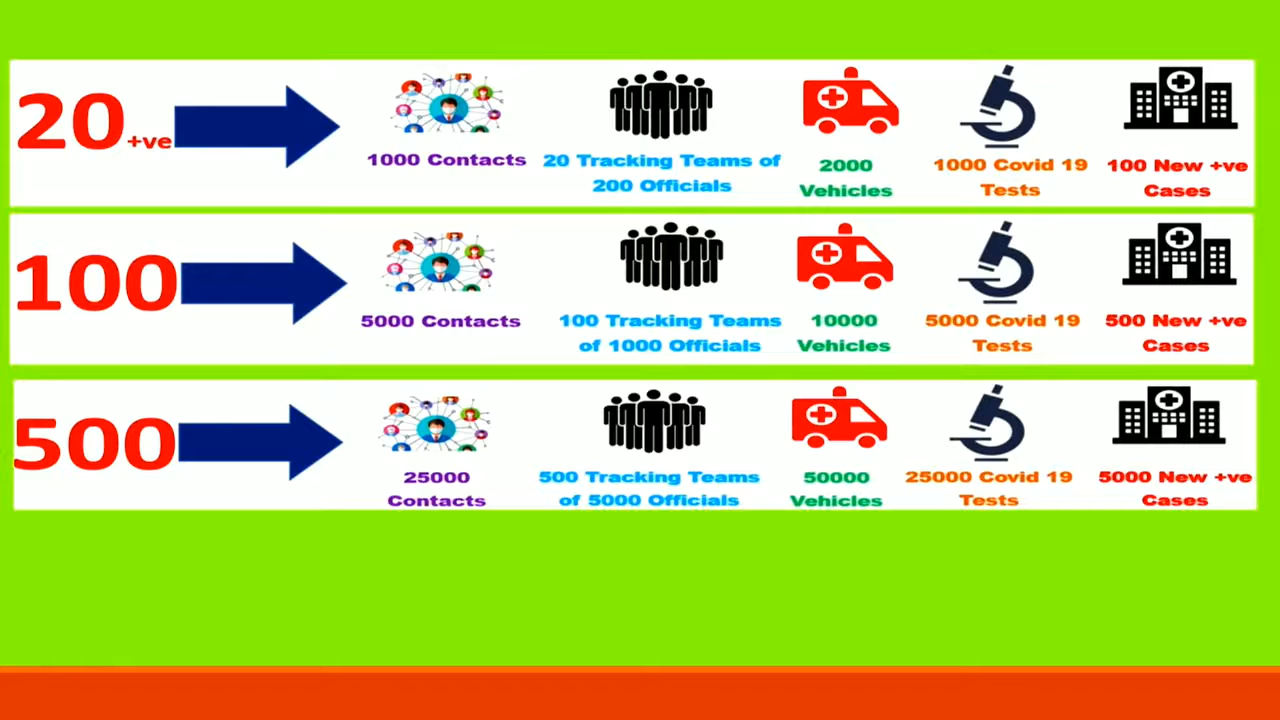 20 +ve
1000 Contacts
20 Tracking Teams of
200 Officials
2000
Vehicles
1000 Covid 19
Tests
100 New +ve
Cases
100
5000 Contacts
100 Tracking Teams
of 1000 Officials
10000
Vehicles
5000 Covid 19
Tests
500 New +ve
Cases
500
25000
Contacts
500 Tracking Teams
of 5000 Officials
50000
Vehicles
25000 Covid 19
Tests
5000 New +ve
Cases